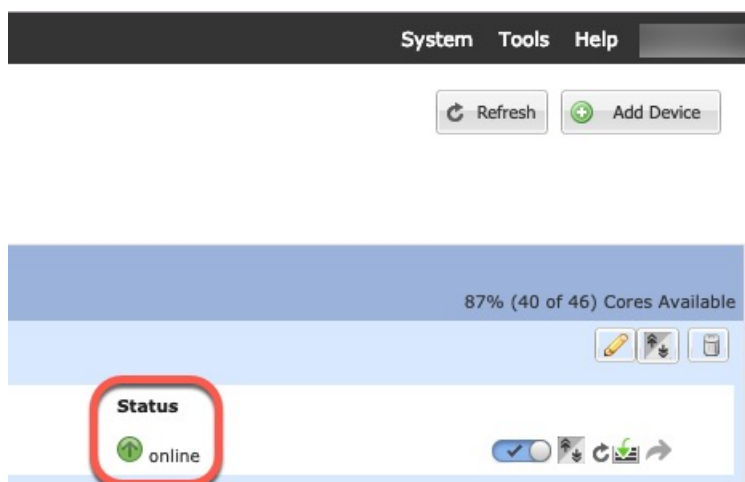 System Tools Help
Refresh Add Device
87% (40 of 46) Cores Available
Status
online